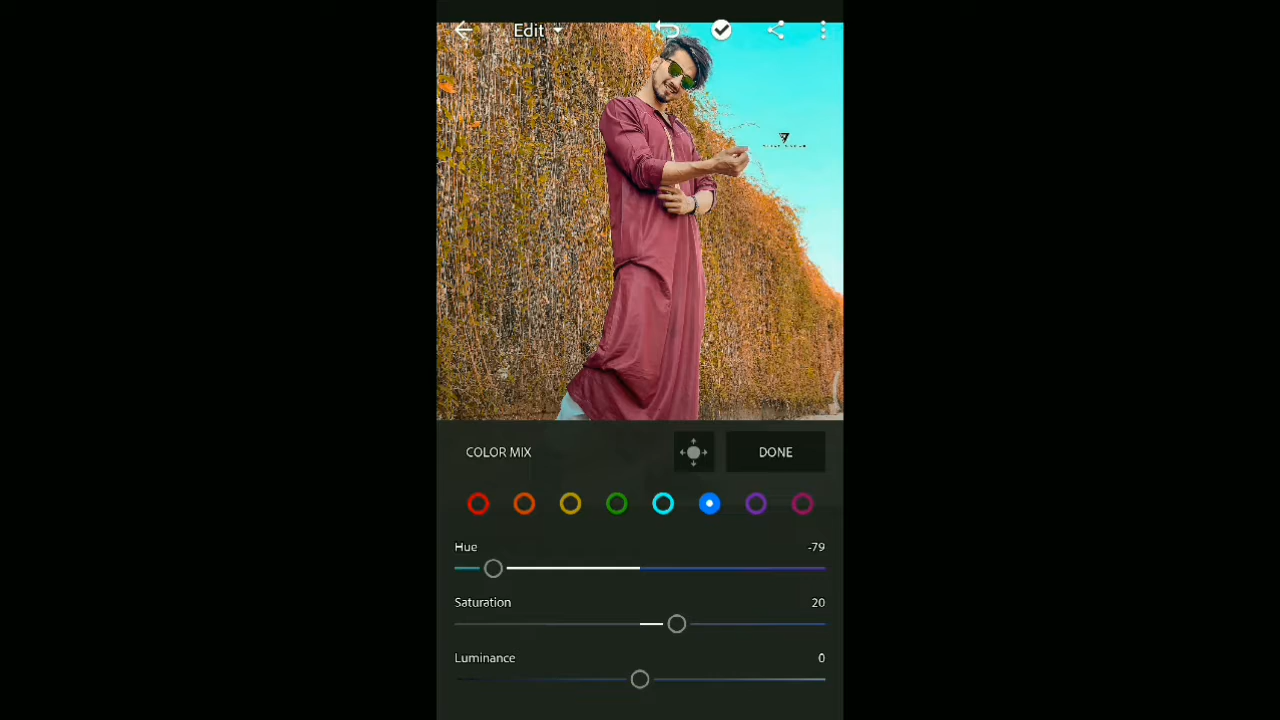 Edit
COLOR MIX
DONE
Hue
-79
Saturation
20
Luminance
0